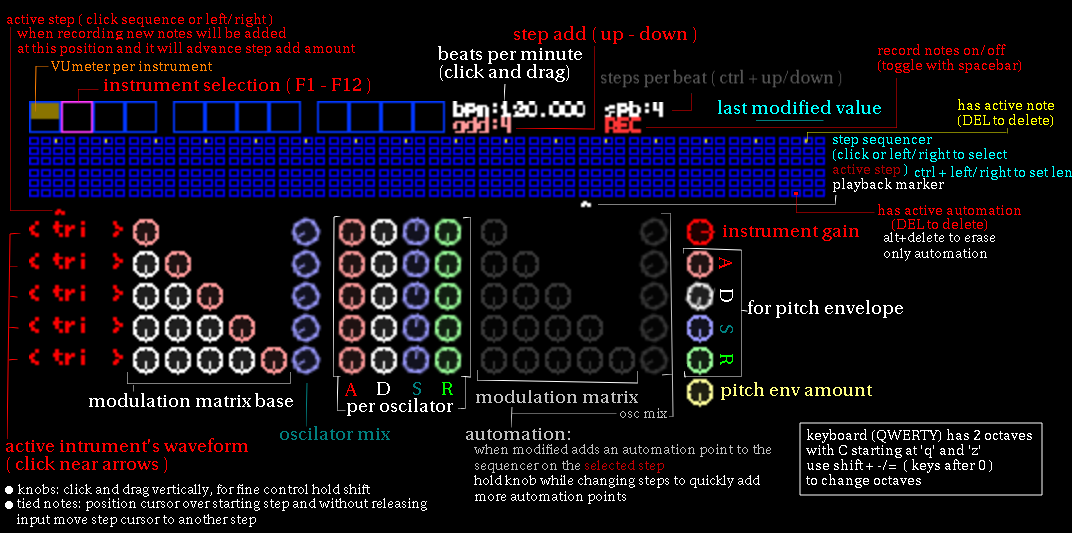 active step ( click sequence or left/right )
when recording new notes will be added
at this position and it will advance step add amount
VUmeter per instrument
instrument selection ( F1 - F12 )
step add ( up - down )
beats per minute
(click and drag)
steps per beat ( ctrl + up/down )
record notes on/off
(toggle with spacebar)
last modified value
has active note
(DEL to delete)
bpm:120.000
spb:4
add:4
REC
step sequencer
(click or left/right to select
active step ) ctrl + left/right to set len
playback marker
has active automation
(DEL to delete)
alt+delete to erase
only automation
< tri >
< tri >
< tri >
< tri >
< tri >
instrument gain
A
D
S
R
for pitch envelope
pitch env amount
A D S R
per oscilator
modulation matrix base
oscilator mix
modulation matrix
osc mix
active intrument's waveform
( click near arrows )
automation:
when modified adds an automation point to the
sequencer on the selected step
hold knob while changing steps to quickly add
more automation points
keyboard (QWERTY) has 2 octaves
with C starting at 'q' and 'z'
use shift+ -/= ( keys after 0 )
to change octaves
● knobs: click and drag vertically, for fine control hold shift
● tied notes: position cursor over starting step and without releasing
input move step cursor to another step